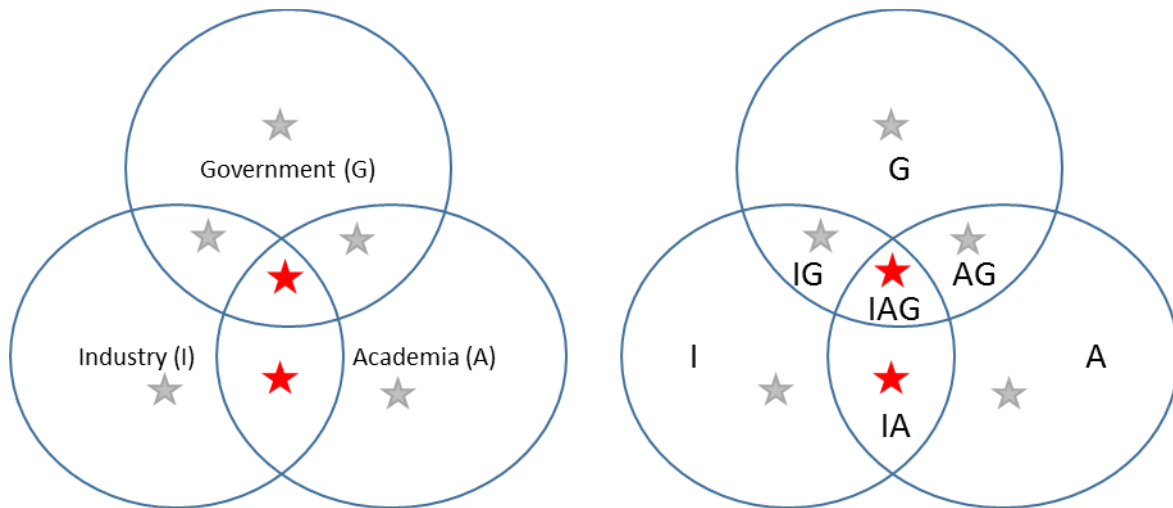 Government (G)
Industry (I)
Academia (A)
G
IG
AG
IAG
I
A
IA